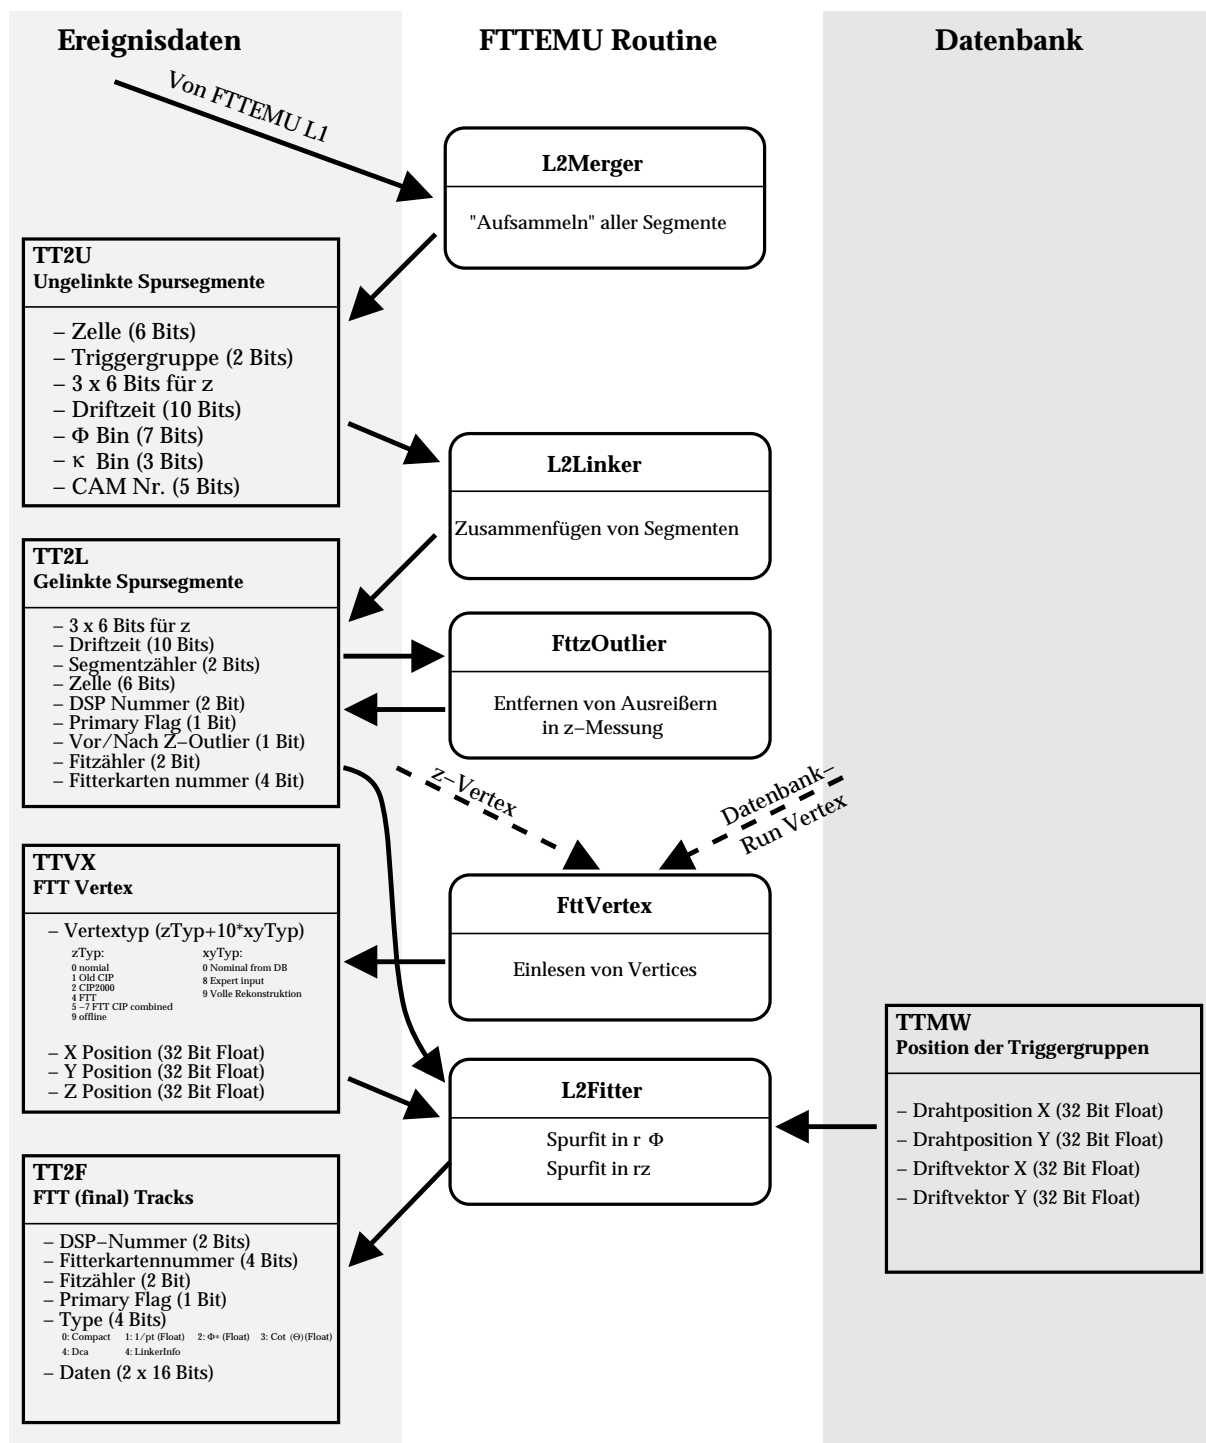 Ereignisdaten
FTTEMU Routine
Datenbank
Von FTTEMU L1
L2Merger
"Aufsammeln" aller Segmente
TT2U
Ungelinkte Spursegmente
– Zelle (6 Bits)
– Triggergruppe (2 Bits)
– 3 x 6 Bits für z
– Driftzeit (10 Bits)
– Φ Bin (7 Bits)
– κ Bin (3 Bits)
– CAM Nr. (5 Bits)
L2Linker
Zusammenfügen von Segmenten
TT2L
Gelinkte Spursegmente
– 3 x 6 Bits für z
– Driftzeit (10 Bits)
– Segmentzähler (2 Bits)
– Zelle (6 Bits)
– DSP Nummer (2 Bit)
– Primary Flag (1 Bit)
– Vor/Nach Z–Outlier (1 Bit)
– Fitzähler (2 Bit)
– Fitterkarten nummer (4 Bit)
FttzOutlier
Entfernen von Ausreißern
in z–Messung
z–Vertex
Datenbank–
Run Vertex
TTVX
FTT Vertex
– Vertextyp (zTyp+10*xyTyp)
zTyp:
0 nomial
1 Old CIP
2 CIP2000
4 FTT
5 –7 FTT CIP combined
9 offline
xyTyp:
0 Nominal from DB
8 Expert input
9 Volle Rekonstruktion
– X Position (32 Bit Float)
– Y Position (32 Bit Float)
– Z Position (32 Bit Float)
FttVertex
Einlesen von Vertices
L2Fitter
Spurfit in r Φ
Spurfit in rz
TTMW
Position der Triggergruppen
– Drahtposition X (32 Bit Float)
– Drahtposition Y (32 Bit Float)
– Driftvektor X (32 Bit Float)
– Driftvektor Y (32 Bit Float)
TT2F
FTT (final) Tracks
– DSP–Nummer (2 Bits)
– Fitterkartennummer (4 Bits)
– Fitzähler (2 Bit)
– Primary Flag (1 Bit)
– Type (4 Bits)
0: Compact 1: 1/pt (Float) 2: Φ* (Float) 3: Cot (Θ)(Float)
4: Dca 4: LinkerInfo
– Daten (2 x 16 Bits)